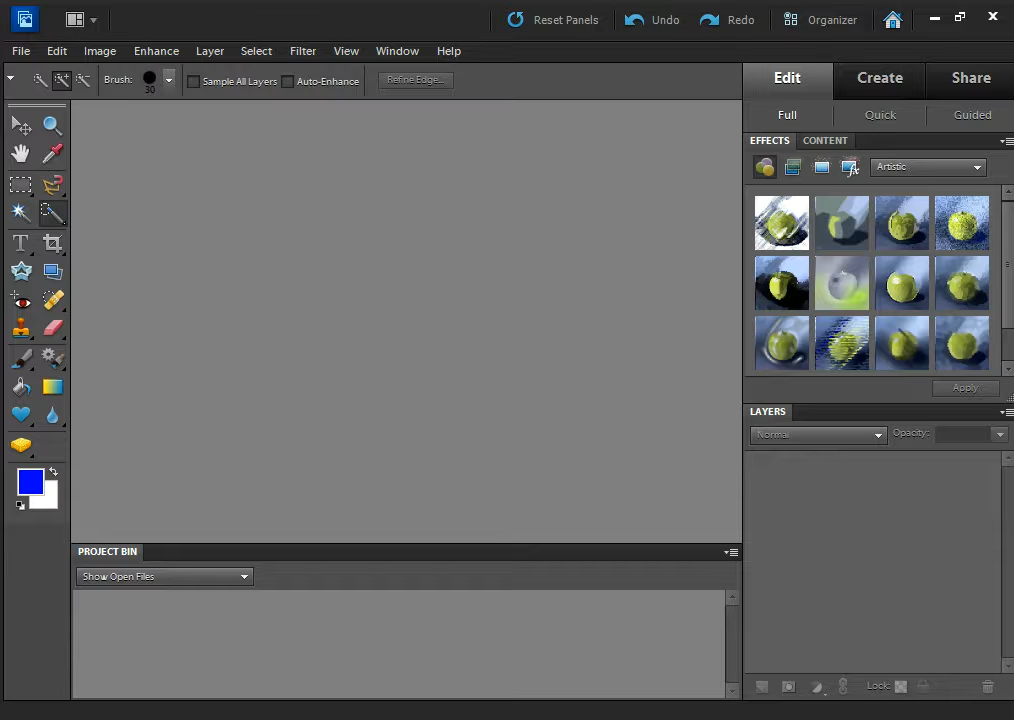 Reset Panels Undo Redo Organizer
File Edit Image Enhance Layer Select Filter View Window Help
Brush: 30 Sample All Layers Auto-Enhance Refine Edge...
Edit Create Share
Full Quick Guided
EFFECTS CONTENT
Artistic
T
Apply
LAYERS
Normal Opacity:
PROJECT BIN
Show Open Files
Lock: